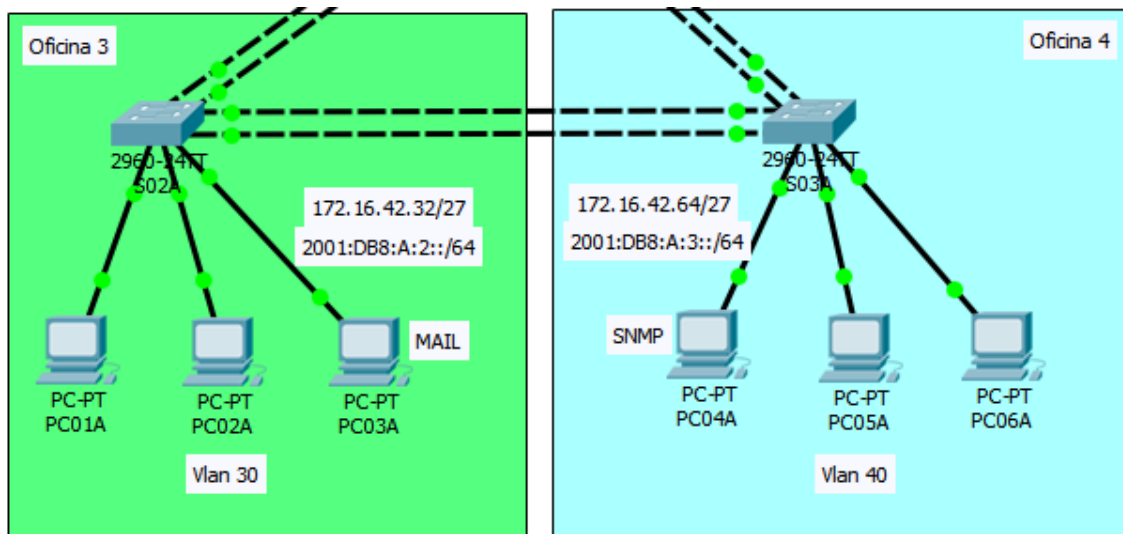 Oficina 3
2960-24TT
S02A
172.16.42.32/27
2001:DB8:A:2::/64
MAIL
PC-PT
PC01A
PC-PT
PC02A
PC-PT
PC03A
Vlan 30
Oficina 4
2960-24TT
S03A
172.16.42.64/27
2001:DB8:A:3::/64
SNMP
PC-PT
PC04A
PC-PT
PC05A
PC-PT
PC06A
Vlan 40